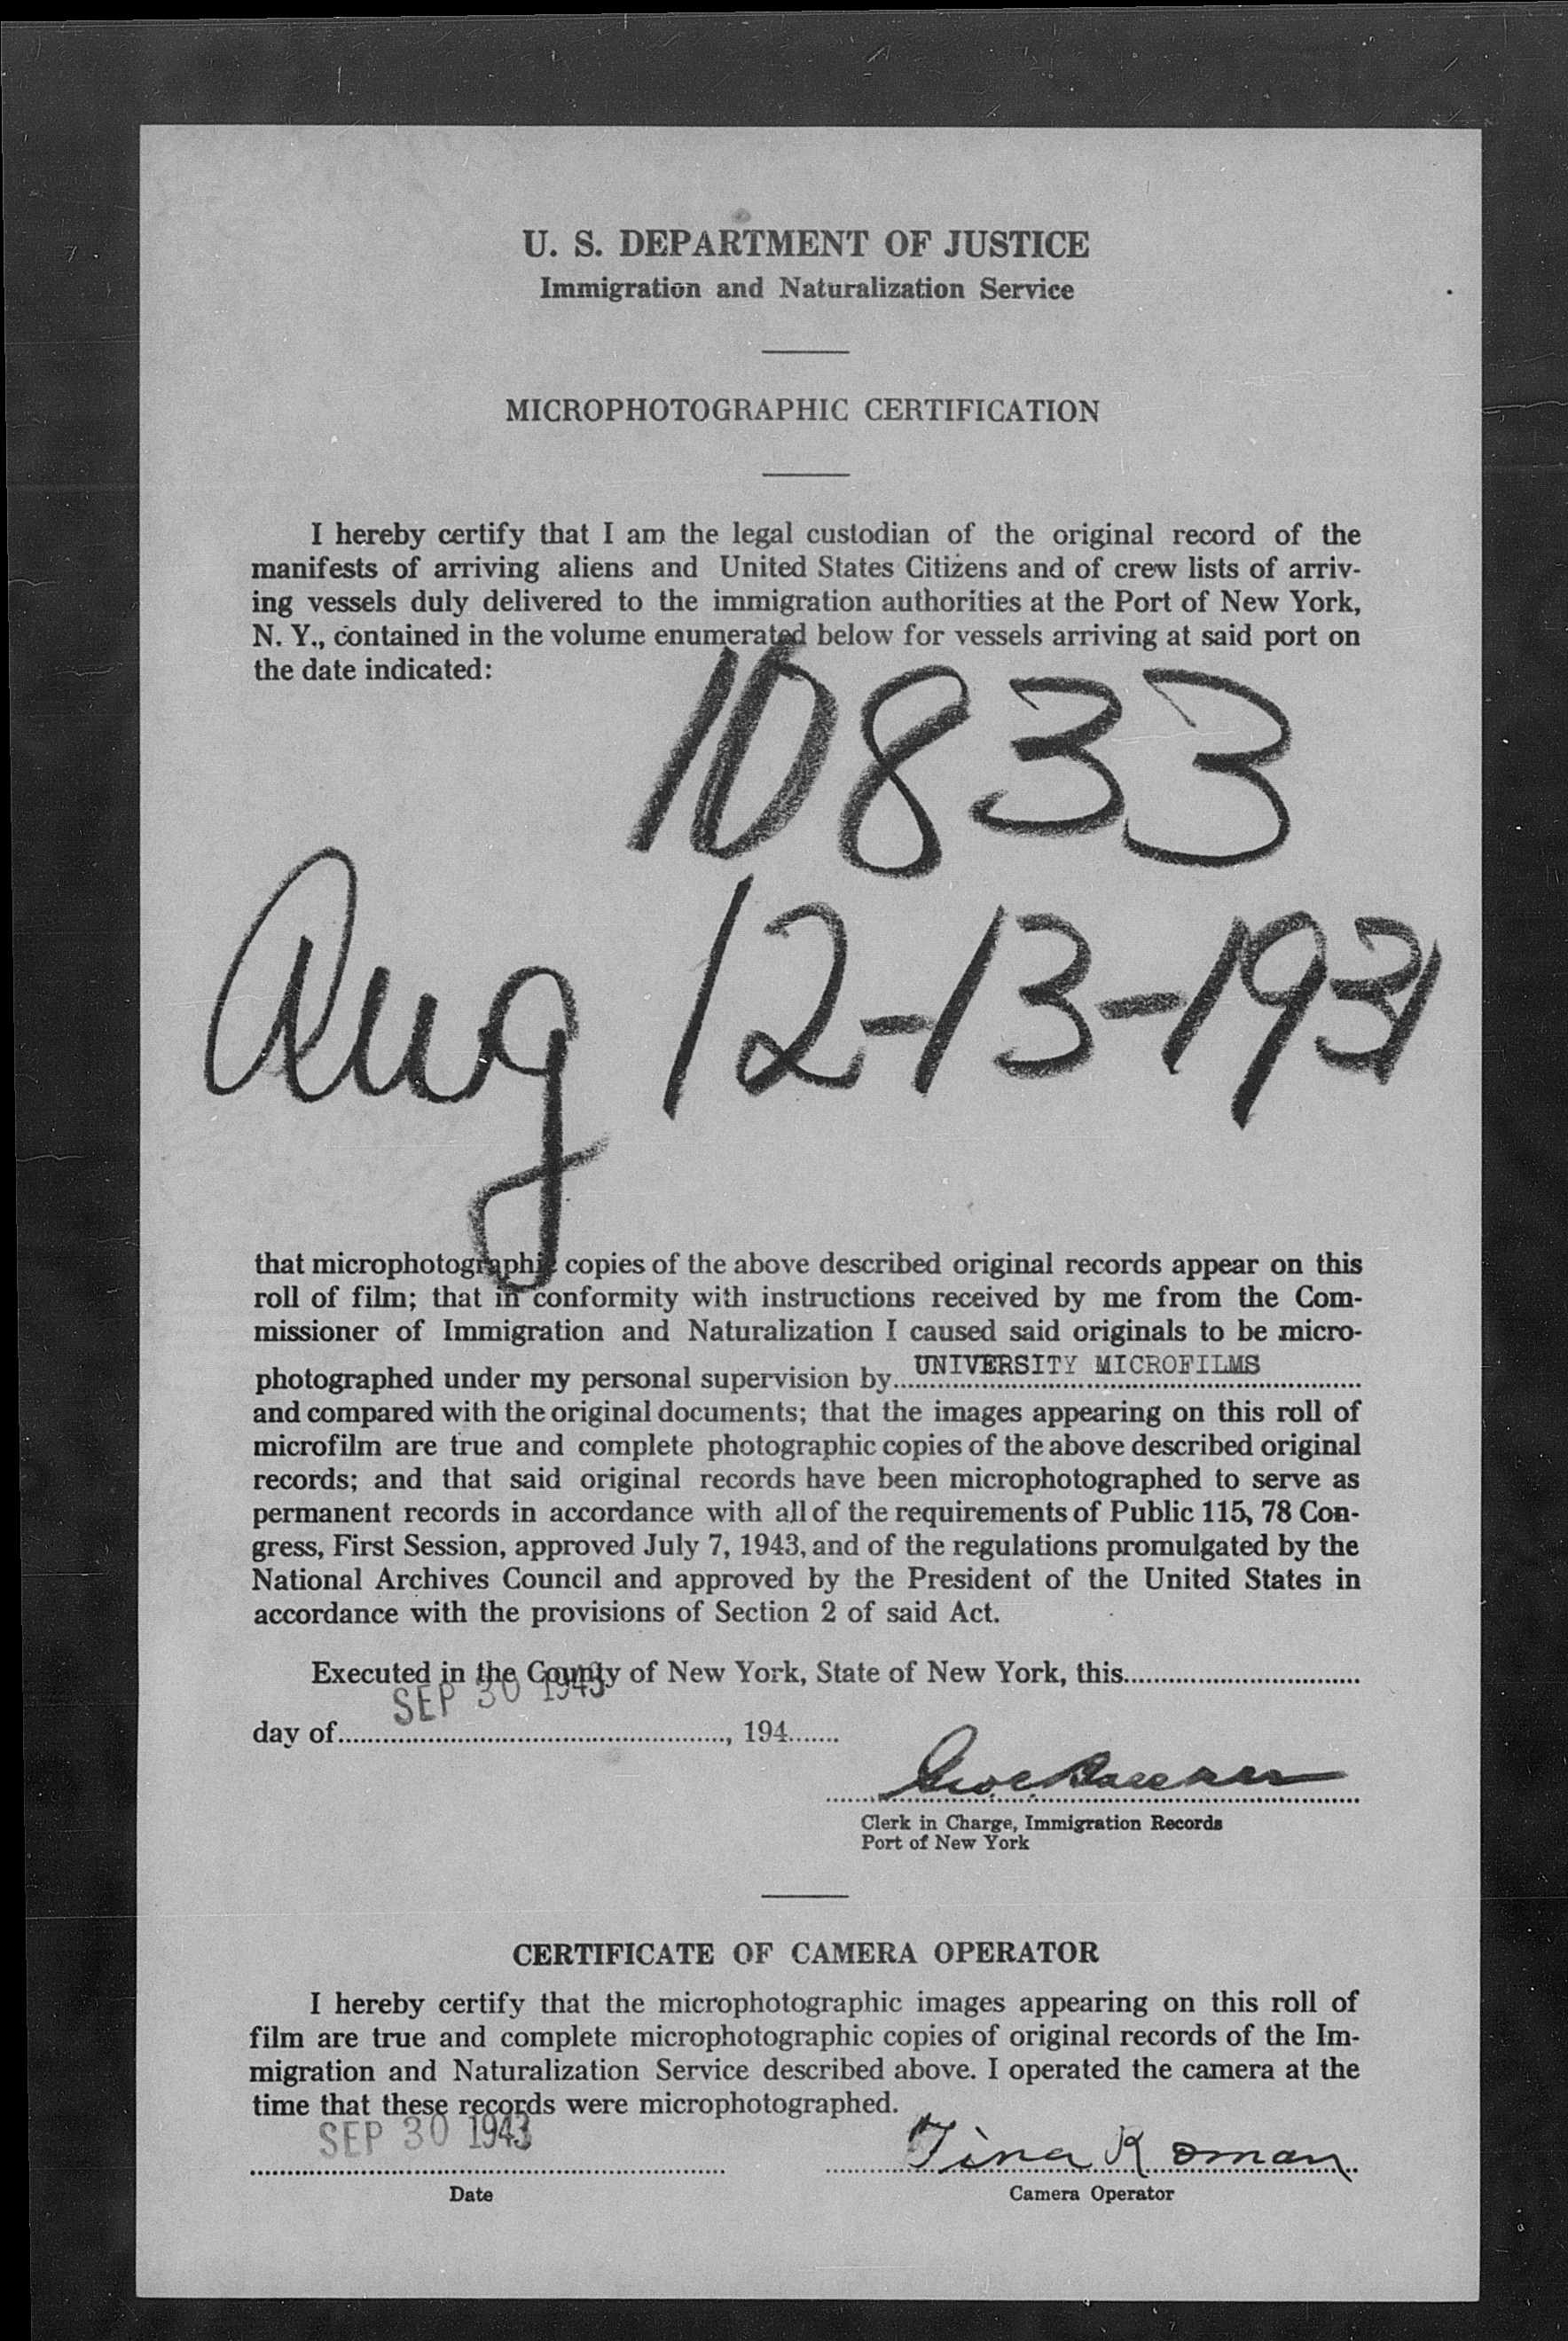 U. S. DEPARTMENT OF JUSTICE
Immigration and Naturalization Service
MICROPHOTOGRAPHIC CERTIFICATION
I hereby certify that I am the legal custodian of the original record of the
manifests of arriving aliens and United States Citizens and of crew lists of arriv-
ing vessels duly delivered to the immigration authorities at the Port of New York,
N. Y., contained in the volume enumerated below for vessels arriving at said port on
the date indicated:
10833
Aug 12-13-1931
that microphotographic copies of the above described original records appear on this
roll of film; that in conformity with instructions received by me from the Com-
missioner of Immigration and Naturalization I caused said originals to be micro-
photographed under my personal supervision by UNIVERSITY MICROFILMS
and compared with the original documents; that the images appearing on this roll of
microfilm are true and complete photographic copies of the above described original
records; and that said original records have been microphotographed to serve as
permanent records in accordance with all of the requirements of Public 115, 78 Con-
gress, First Session, approved July 7, 1943, and of the regulations promulgated by the
National Archives Council and approved by the President of the United States in
accordance with the provisions of Section 2 of said Act.
Executed in the County of New York, State of New York, this
SEP 30 1943
day of , 194
Clerk in Charge, Immigration Records
Port of New York
CERTIFICATE OF CAMERA OPERATOR
I hereby certify that the microphotographic images appearing on this roll of
film are true and complete microphotographic copies of original records of the Im-
migration and Naturalization Service described above. I operated the camera at the
time that these records were microphotographed.
SEP 30 1943 Tina Roman
Date Camera Operator